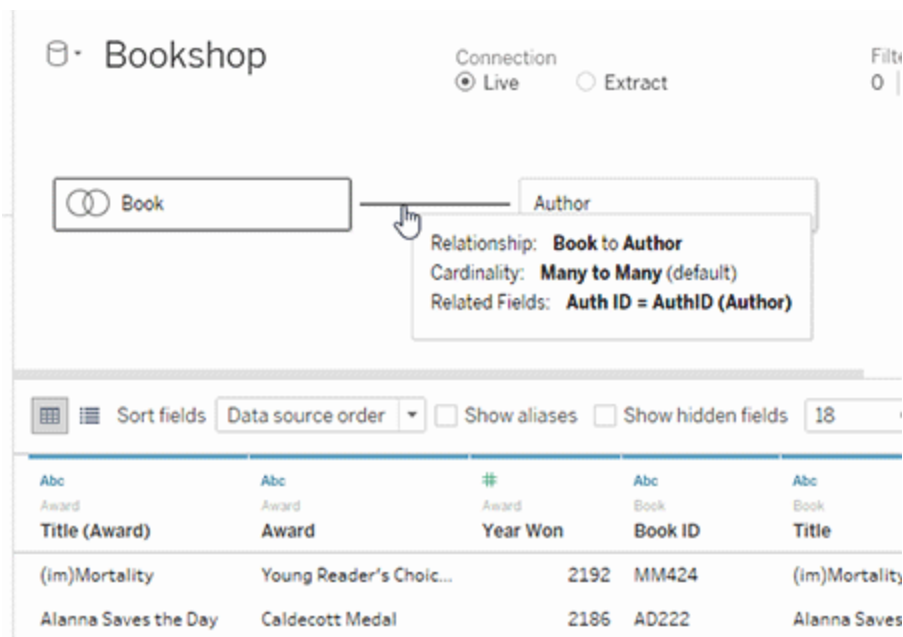 Bookshop
Connection
Live Extract
0
Book
Author
Relationship: Book to Author
Cardinality: Many to Many (default)
Related Fields: Auth ID = AuthID (Author)
Sort fields Data source order Show aliases Show hidden fields 18
Abc Abc # Abc Abc
Award Award Award Book Book
Title (Award) Award Year Won Book ID Title
(im)Mortality Young Reader's Choic... 2192 MM424 (im)Mortality
Alanna Saves the Day Caldecott Medal 2186 AD222 Alanna Saves